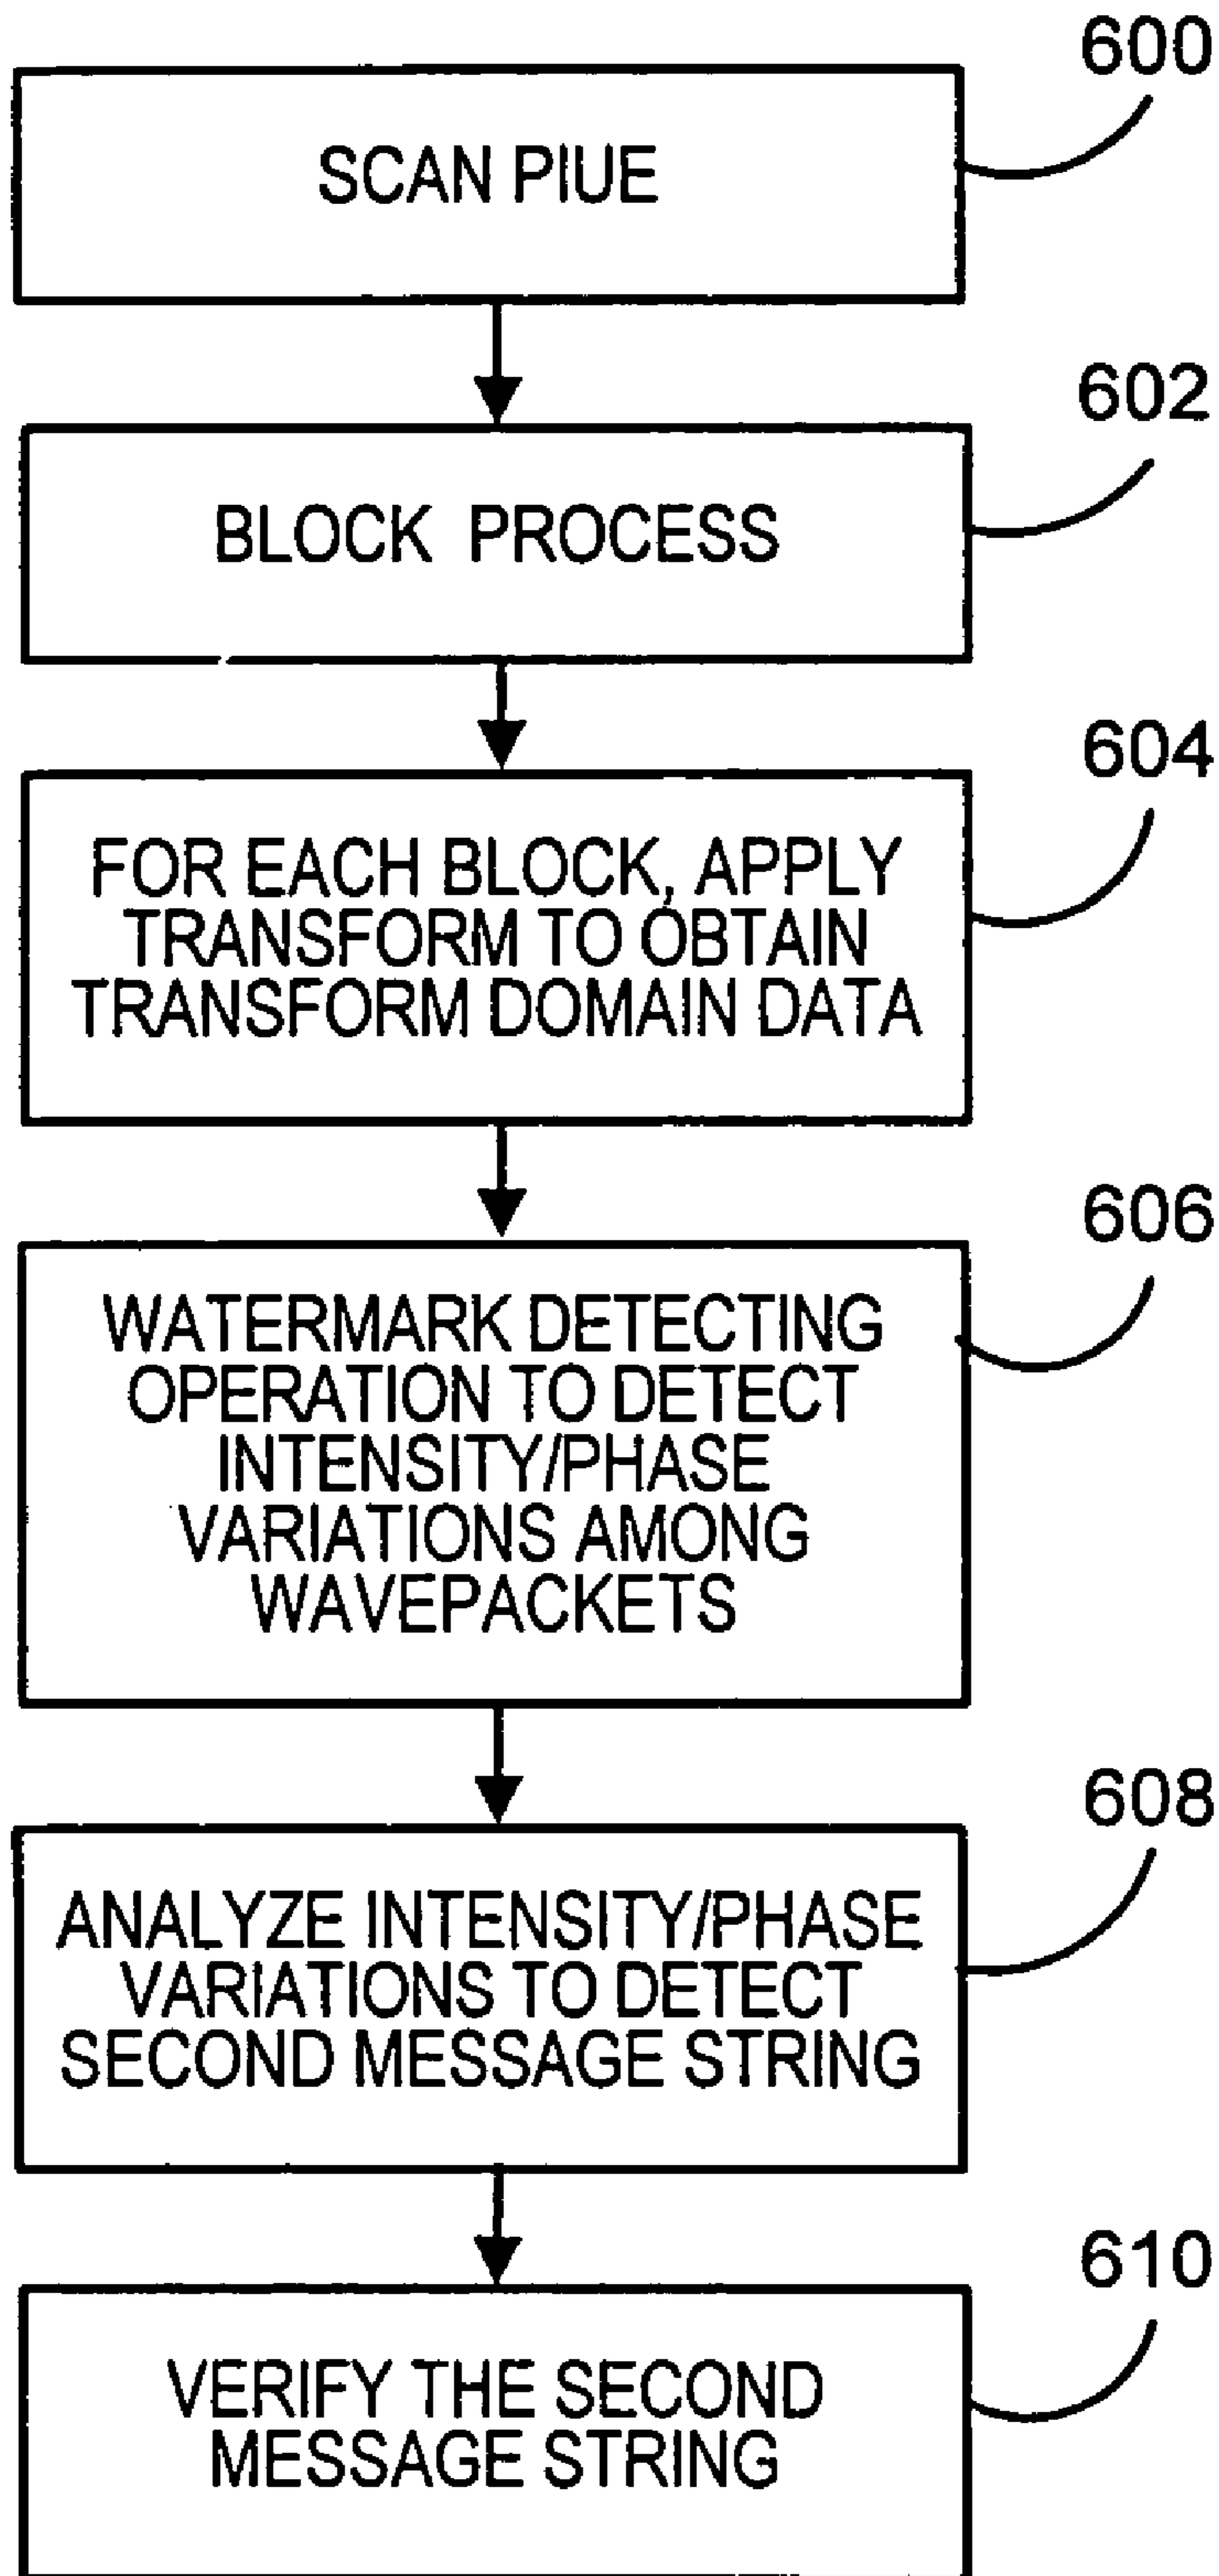 600
SCAN PIUE
602
BLOCK PROCESS
604
FOR EACH BLOCK, APPLY
TRANSFORM TO OBTAIN
TRANSFORM DOMAIN DATA
606
WATERMARK DETECTING
OPERATION TO DETECT
INTENSITY/PHASE
VARIATIONS AMONG
WAVEPACKETS
608
ANALYZE INTENSITY/PHASE
VARIATIONS TO DETECT
SECOND MESSAGE STRING
610
VERIFY THE SECOND
MESSAGE STRING